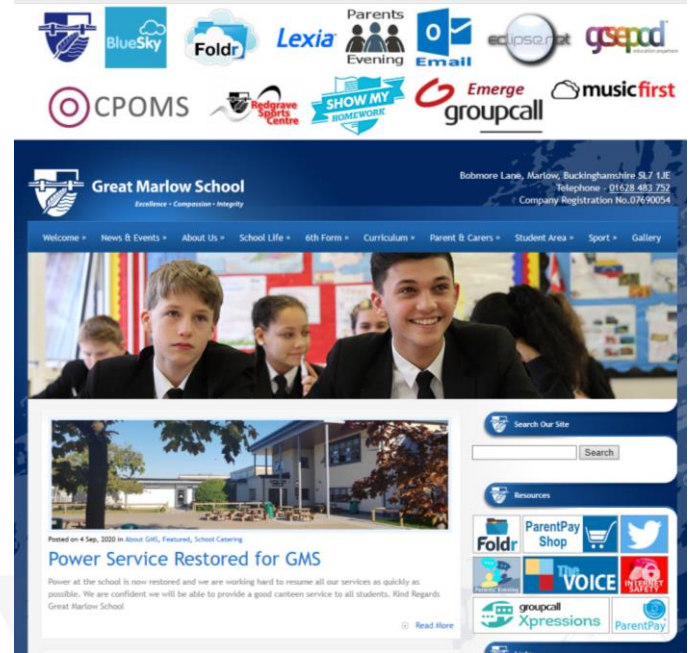 BlueSky
Foldr
Lexia
Parents
Evening
Email
eclipse.net
gcsepod
education anywhere
CPOMS
Redgrave
Sports
Centre
SHOW MY
HOMEWORK
Emerge
groupcall
musicfirst
Great Marlow School
Excellence • Compassion • Integrity
Bobmore Lane, Marlow, Buckinghamshire SL7 1JE
Telephone - 01628 483 752
Company Registration No.07690054
Welcome » News & Events » About Us » School Life » 6th Form » Curriculum » Parent & Carers » Student Area » Sport » Gallery
Posted on 4 Sep, 2020 in About GMS, Featured, School Catering
Power Service Restored for GMS
Power at the school is now restored and we are working hard to resume all our services as quickly as
possible. We are confident we will be able to provide a good canteen service to all students. Kind Regards
Great Marlow School
Read More
Search Our Site
Search
Resources
Foldr
ParentPay
Shop
Parents Evening
The
VOICE
INTERNET
SAFETY
groupcall
Xpressions
ParentPay